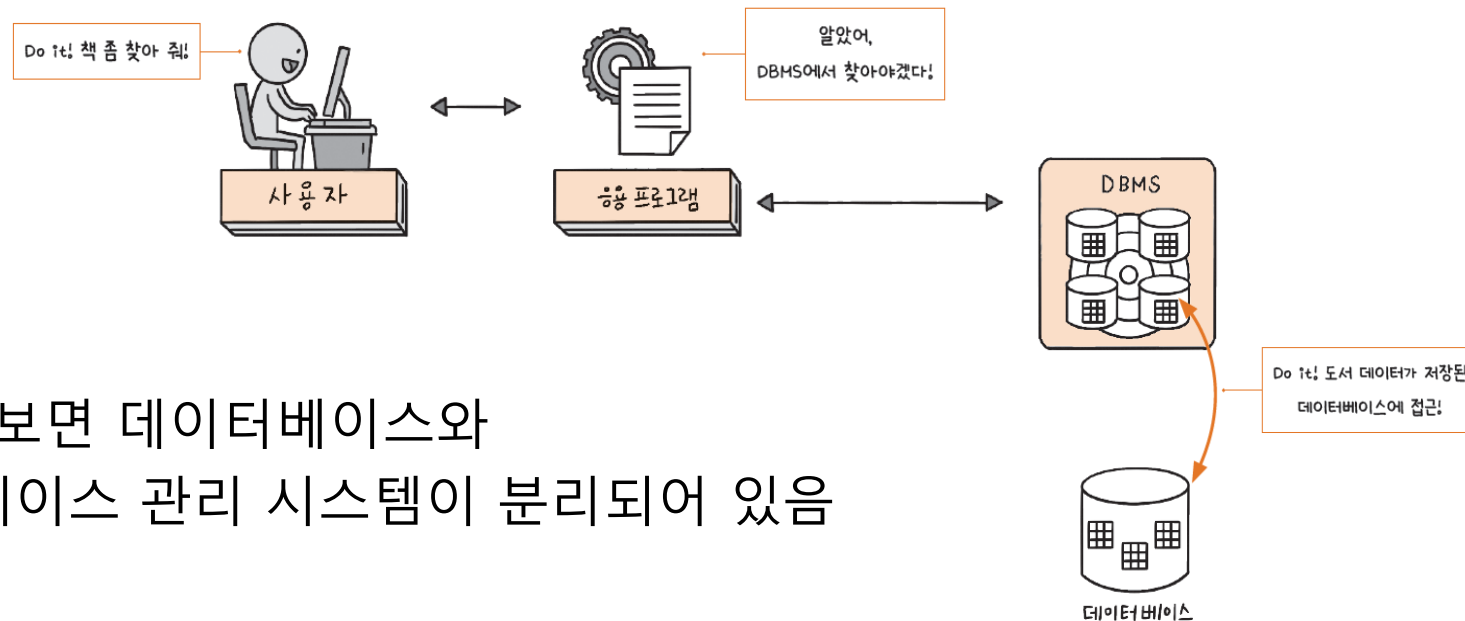 Do it! 책 좀 찾아 줘!
알았어,
DBMS에서 찾아야겠다!
사용자
응용 프로그램
DBMS
Do it! 도서 데이터가 저장된
데이터베이스에 접근!
보면 데이터베이스와
베이스 관리 시스템이 분리되어 있음
데이터베이스